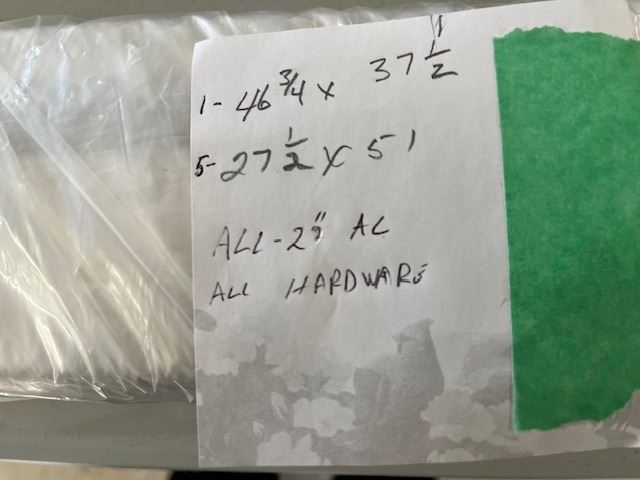 1- 46 3/4 x 37 1/2"
5- 27 1/2 x 51
ALL - 2" AL
ALL HARDWARE